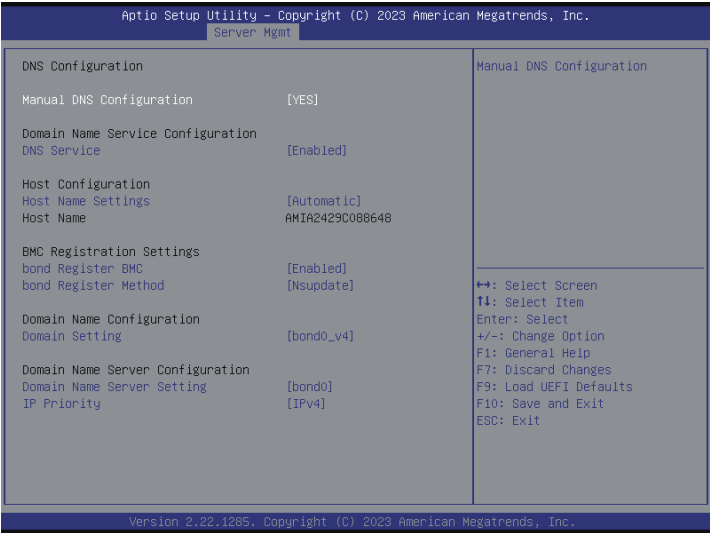 Aptio Setup Utility – Copyright (C) 2023 American Megatrends, Inc.
Server Mgmt
DNS Configuration
Manual DNS Configuration [YES]
Domain Name Service Configuration
DNS Service [Enabled]
Host Configuration
Host Name Settings [Automatic]
Host Name AMIA2429C088648
BMC Registration Settings
bond Register BMC [Enabled]
bond Register Method [Nsupdate]
Domain Name Configuration
Domain Setting [bond0_v4]
Domain Name Server Configuration
Domain Name Server Setting [bond0]
IP Priority [IPv4]
Manual DNS Configuration
↔: Select Screen
↑↓: Select Item
Enter: Select
+/-: Change Option
F1: General Help
F7: Discard Changes
F9: Load UEFI Defaults
F10: Save and Exit
ESC: Exit
Version 2.22.1285. Copyright (C) 2023 American Megatrends, Inc.